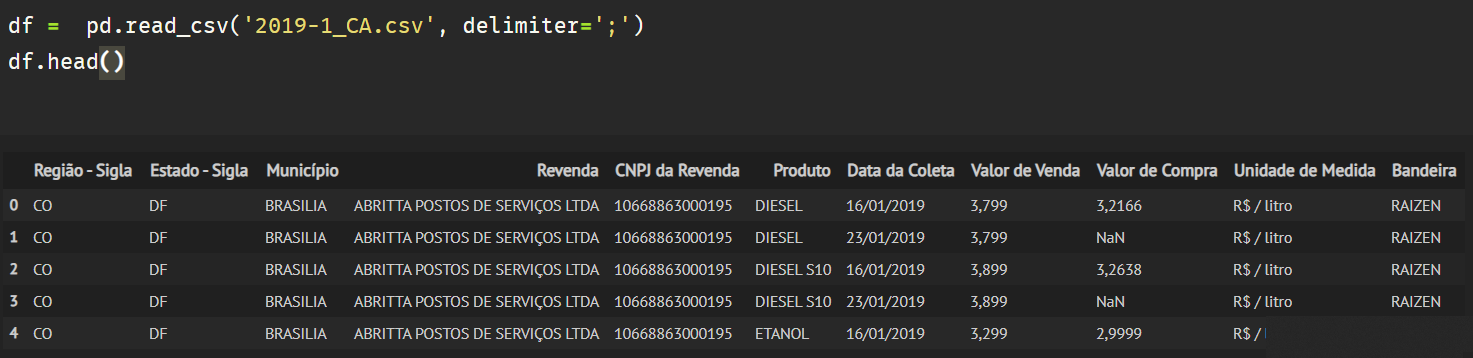 df =  pd.read_csv('2019-1_CA.csv', delimiter=';')
df.head()
Região - Sigla Estado - Sigla Município Revenda CNPJ da Revenda Produto Data da Coleta Valor de Venda Valor de Compra Unidade de Medida Bandeira
0 CO DF BRASILIA ABRITTA POSTOS DE SERVIÇOS LTDA 10668863000195 DIESEL 16/01/2019 3,799 3,2166 R$ / litro RAIZEN
1 CO DF BRASILIA ABRITTA POSTOS DE SERVIÇOS LTDA 10668863000195 DIESEL 23/01/2019 3,799 NaN R$ / litro RAIZEN
2 CO DF BRASILIA ABRITTA POSTOS DE SERVIÇOS LTDA 10668863000195 DIESEL S10 16/01/2019 3,899 3,2638 R$ / litro RAIZEN
3 CO DF BRASILIA ABRITTA POSTOS DE SERVIÇOS LTDA 10668863000195 DIESEL S10 23/01/2019 3,899 NaN R$ / litro RAIZEN
4 CO DF BRASILIA ABRITTA POSTOS DE SERVIÇOS LTDA 10668863000195 ETANOL 16/01/2019 3,299 2,9999 R$ /